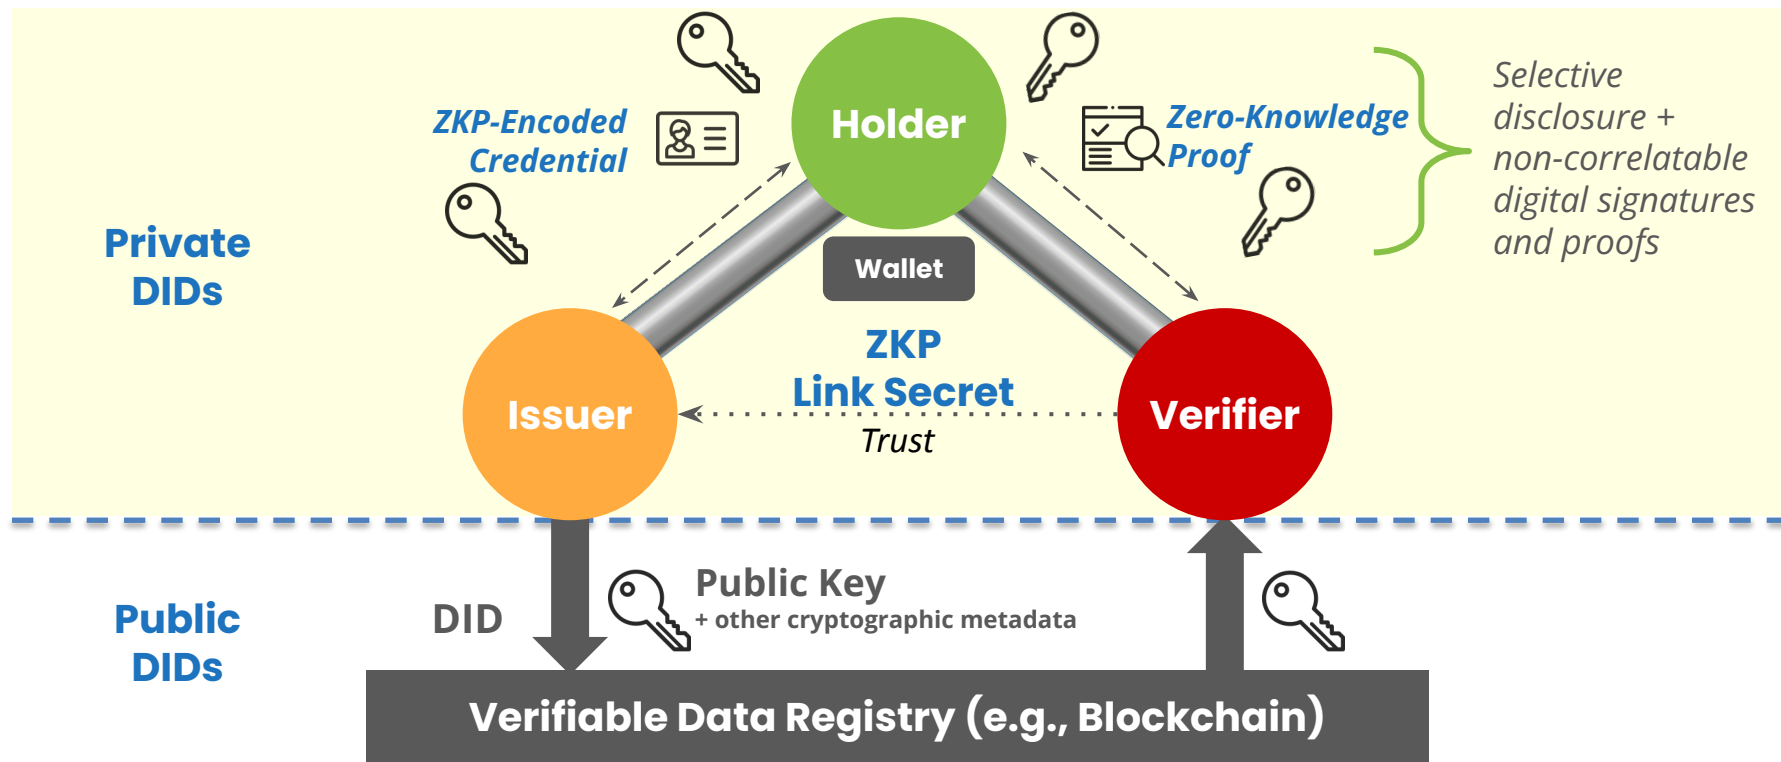 Holder
ZKP-Encoded
Credential
Zero-Knowledge
Proof
Selective
disclosure +
non-correlatable
digital signatures
and proofs
Private
DIDs
Wallet
ZKP
Link Secret
Issuer
Verifier
Trust
Public
DIDs
DID
Public Key
+ other cryptographic metadata
Verifiable Data Registry (e.g., Blockchain)